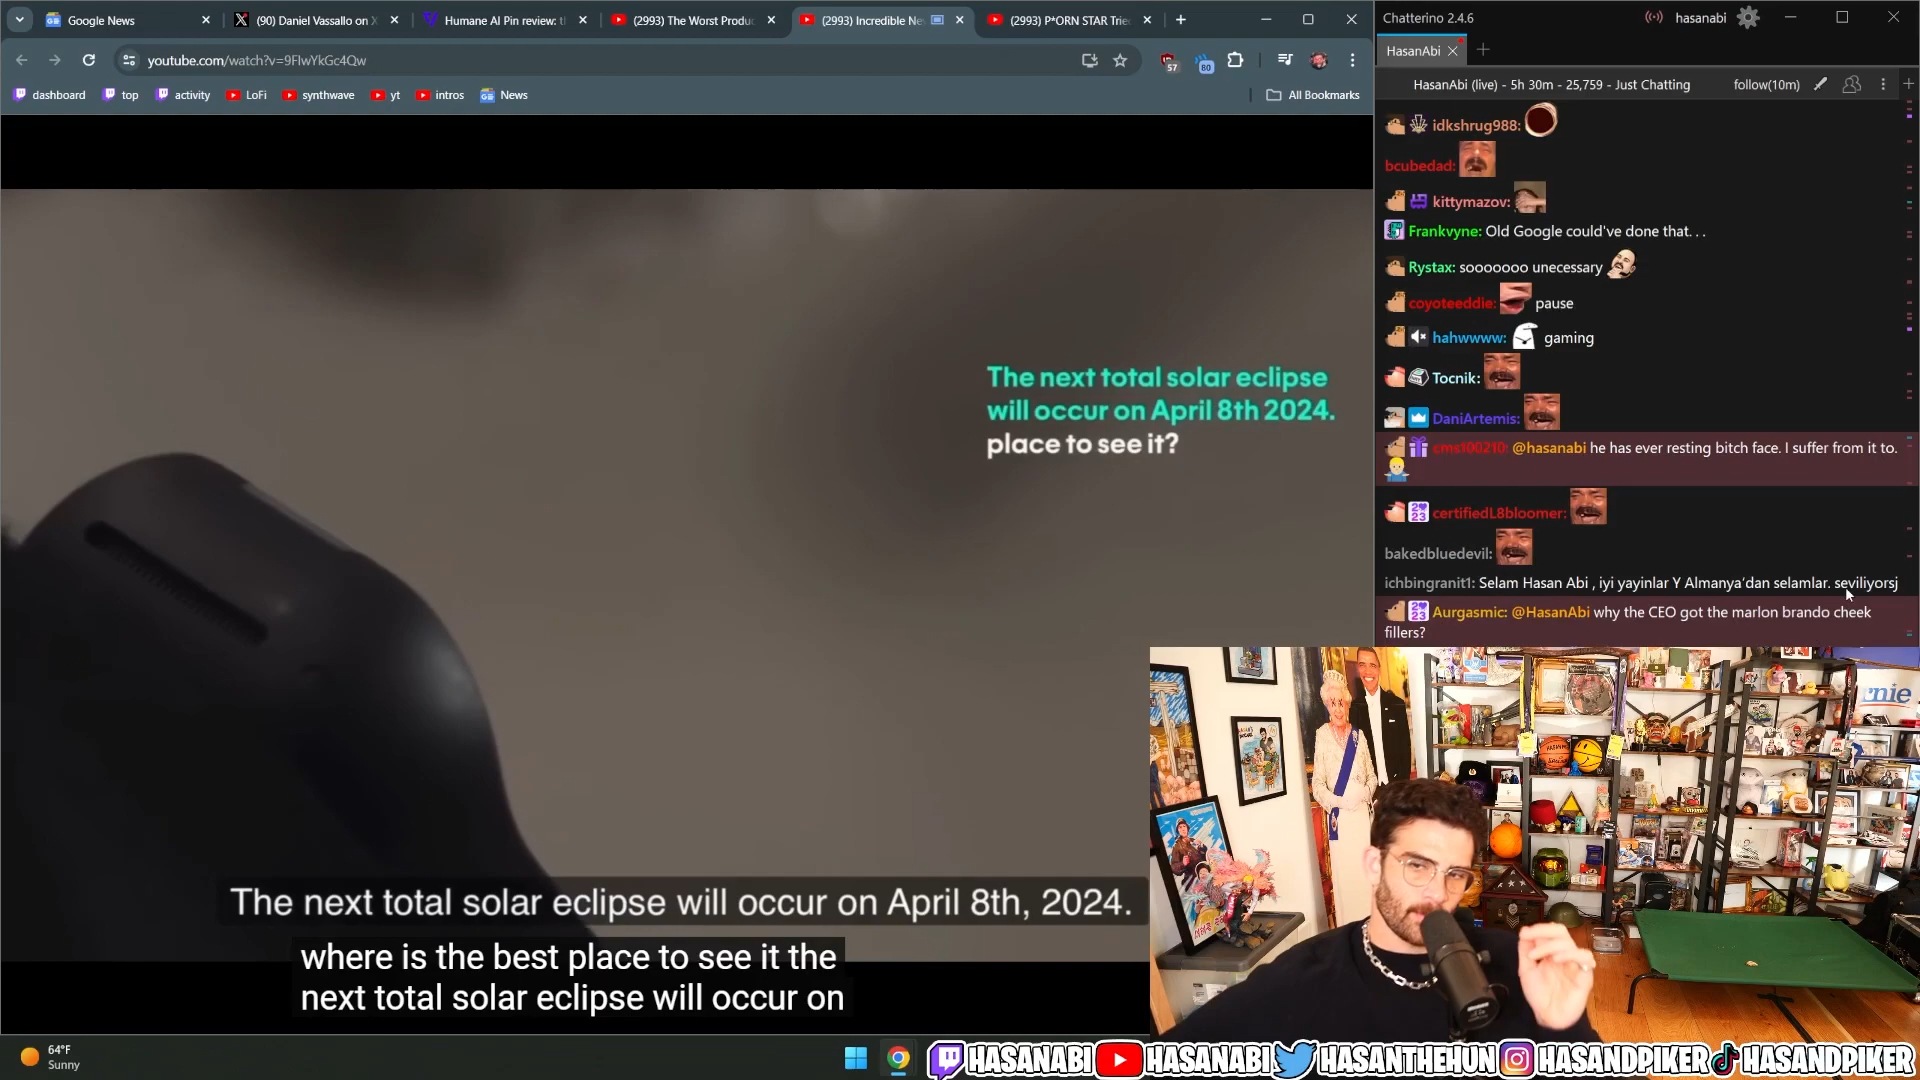 Google News
(90) Daniel Vassallo on X
Humane AI Pin review: th
(2993) The Worst Produc
(2993) Incredible Ne
(2993) P*ORN STAR Tried
youtube.com/watch?v=9FlwYkGc4Qw
57
80
dashboard
top
activity
LoFi
synthwave
yt
intros
News
All Bookmarks
The next total solar eclipse
will occur on April 8th 2024.
place to see it?
The next total solar eclipse will occur on April 8th, 2024.
where is the best place to see it the
next total solar eclipse will occur on
Chatterino 2.4.6
hasanabi
HasanAbi
HasanAbi (live) - 5h 30m - 25,759 - Just Chatting
follow(10m)
idkshrug988:
bcubedad:
kittymazov:
Frankvyne: Old Google could've done that. . .
Rystax: sooooooo unecessary
coyoteeddie: pause
hahwwww: gaming
Tocnik:
DaniArtemis:
cms100210: @hasanabi he has ever resting bitch face. I suffer from it to.
certifiedL8bloomer:
bakedbluedevil:
ichbingranit1: Selam Hasan Abi , iyi yayinlar Y Almanya'dan selamlar. seviliyorsj
Aurgasmic: @HasanAbi why the CEO got the marlon brando cheek
fillers?
rnie
64°F
Sunny
HASANABI
HASANABI
HASANTHEHUN
HASANDPIKER
HASANDPIKER